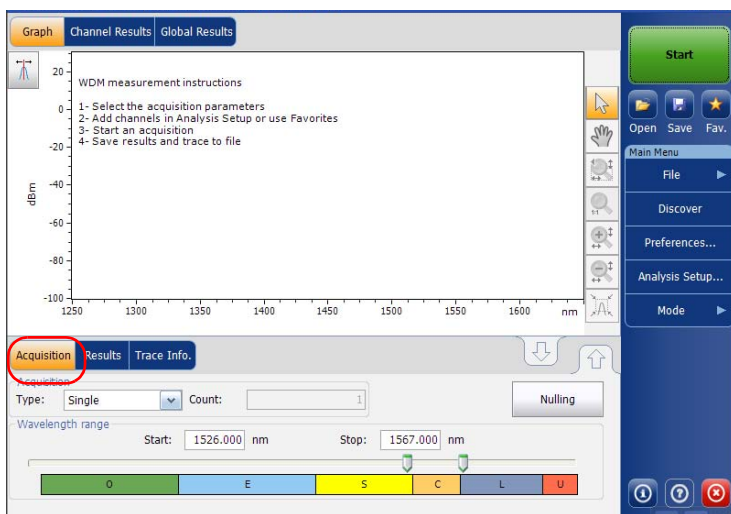 Graph Channel Results Global Results
WDM measurement instructions
1- Select the acquisition parameters
2- Add channels in Analysis Setup or use Favorites
3- Start an acquisition
4- Save results and trace to file
dBm
20
0
-20
-40
-60
-80
-100
1250 1300 1350 1400 1450 1500 1550 1600 nm
1:1
Acquisition Results Trace Info.
Acquisition
Type: Single Count: 1 Nulling
Wavelength range
Start: 1526.000 nm Stop: 1567.000 nm
O E S C L U
Start
Open Save Fav.
Main Menu
File
Discover
Preferences...
Analysis Setup...
Mode